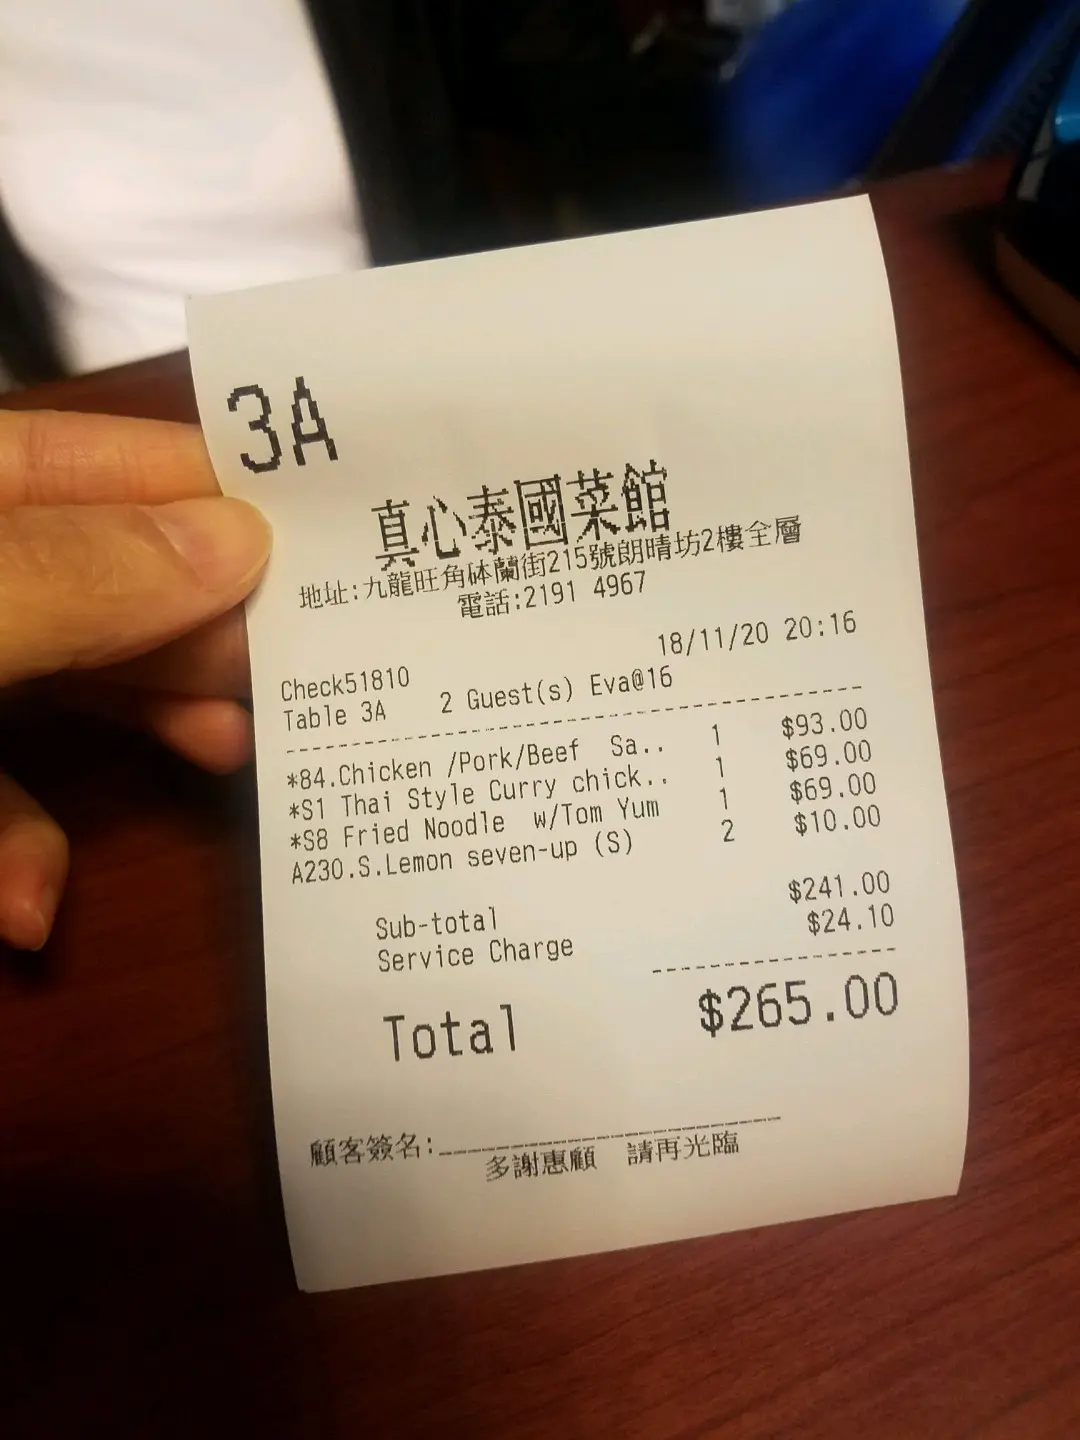 3A
真心泰國菜館
地址:九龍旺角砵蘭街215號朗晴坊2樓全層
電話:2191 4967
18/11/20 20:16
Check51810
Table 3A 2 Guest(s) Eva@16
*84.Chicken /Pork/Beef Sa.. 1 $93.00
*S1 Thai Style Curry chick.. 1 $69.00
*S8 Fried Noodle w/Tom Yum 1 $69.00
A230.S.Lemon seven-up (S) 2 $10.00
Sub-total $241.00
Service Charge $24.10
Total $265.00
顧客簽名:
多謝惠顧 請再光臨